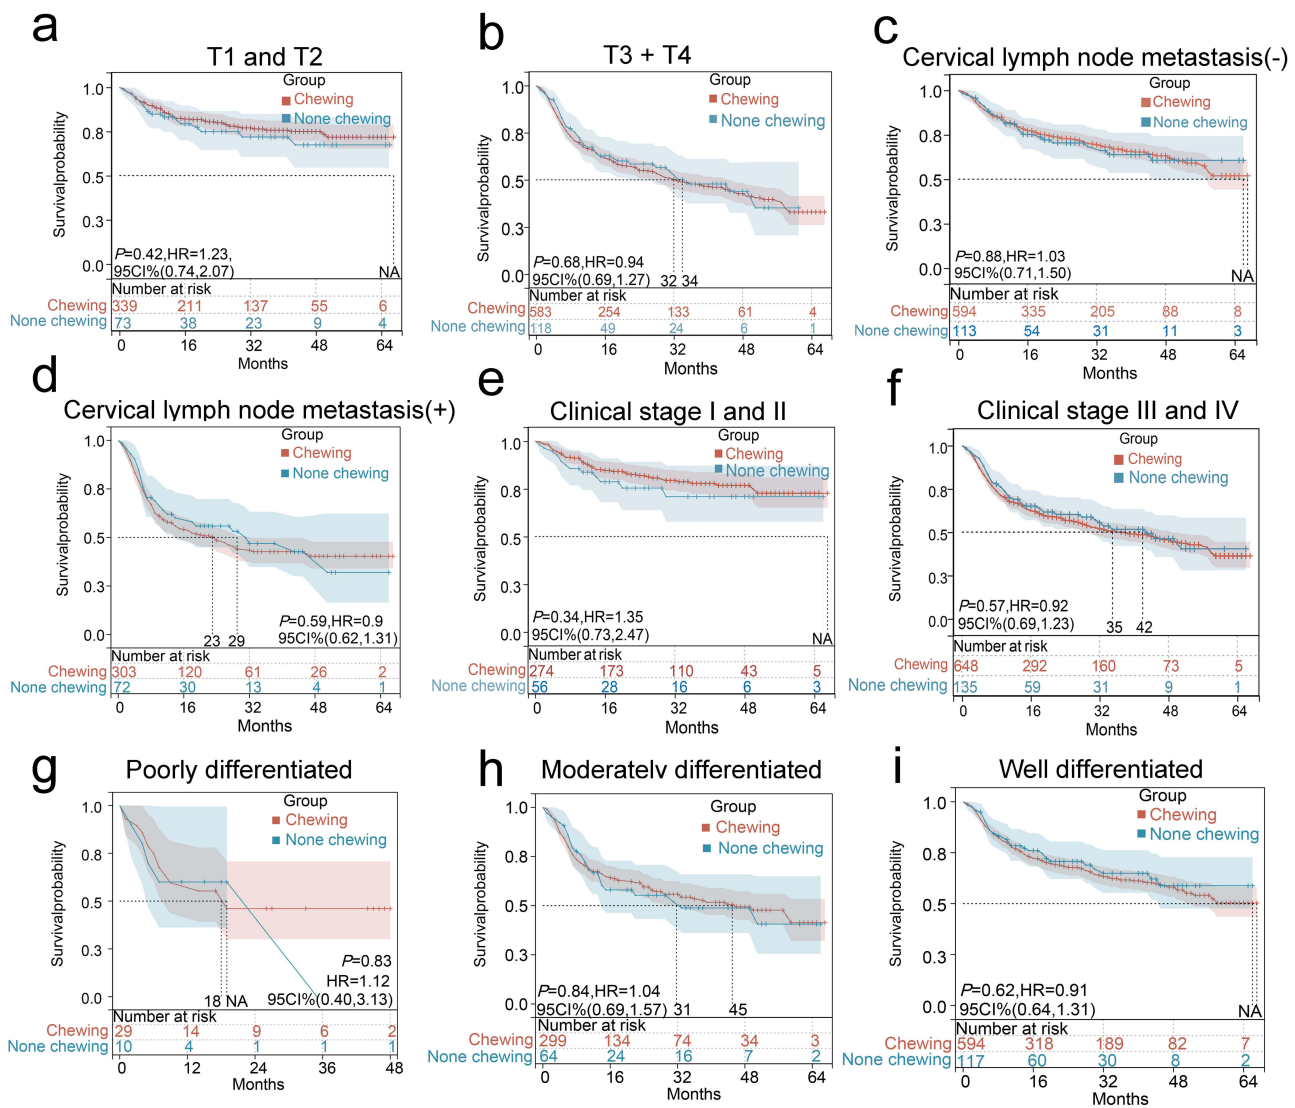 a
T1 and T2
Group
Chewing
None chewing
Survivalprobability
1.0
0.8
0.5
0.3
0.0
P=0.42,HR=1.23,
95CI%(0.74,2.07)
NA
Number at risk
Chewing 339 211 137 55 6
None chewing 73 38 23 9 4
0 16 32 48 64
Months
b
T3 + T4
Group
Chewing
None chewing
Survivalprobability
1.0
0.8
0.5
0.3
0.0
P=0.68,HR=0.94
95CI%(0.69,1.27) 32 34
Number at risk
Chewing 583 254 133 61 4
None chewing 118 49 24 6 1
0 16 32 48 64
Months
c
Cervical lymph node metastasis(-)
Group
Chewing
None chewing
Survivalprobability
1.0
0.8
0.5
0.3
0.0
P=0.88,HR=1.03
95CI%(0.71,1.50)
NA
Number at risk
Chewing 594 335 205 88 8
None chewing 113 54 31 11 3
0 16 32 48 64
Months
d
Cervical lymph node metastasis(+)
Group
Chewing
None chewing
Survivalprobability
1.0
0.8
0.5
0.3
0.0
P=0.59,HR=0.9
95CI%(0.62,1.31)
23 29
Number at risk
Chewing 303 120 61 26 2
None chewing 72 30 13 4 1
0 16 32 48 64
Months
e
Clinical stage I and II
Group
Chewing
None chewing
Survivalprobability
1.0
0.8
0.5
0.3
0.0
P=0.34,HR=1.35
95CI%(0.73,2.47)
NA
Number at risk
Chewing 274 173 110 43 5
None chewing 56 28 16 6 3
0 16 32 48 64
Months
f
Clinical stage III and IV
Group
Chewing
None chewing
Survivalprobability
1.0
0.8
0.5
0.3
0.0
P=0.57,HR=0.92
95CI%(0.69,1.23)
35 42
Number at risk
Chewing 648 292 160 73 5
None chewing 135 59 31 9 1
0 16 32 48 64
Months
g
Poorly differentiated
Group
Chewing
None chewing
Survivalprobability
1.0
0.8
0.5
0.3
0.0
P=0.83
HR=1.12
95CI%(0.40,3.13)
18 NA
Number at risk
Chewing 29 14 9 6 2
None chewing 10 4 1 1 1
0 12 24 36 48
Months
h
Moderatelv differentiated
Group
Chewing
None chewing
Survivalprobability
1.0
0.8
0.5
0.3
0.0
P=0.84,HR=1.04
95CI%(0.69,1.57) 31 45
Number at risk
Chewing 299 134 74 34 3
None chewing 64 24 16 7 2
0 16 32 48 64
Months
i
Well differentiated
Group
Chewing
None chewing
Survivalprobability
1.0
0.8
0.5
0.3
0.0
P=0.62,HR=0.91
95CI%(0.64,1.31)
NA
Number at risk
Chewing 594 318 189 82 7
None chewing 117 60 30 8 2
0 16 32 48 64
Months